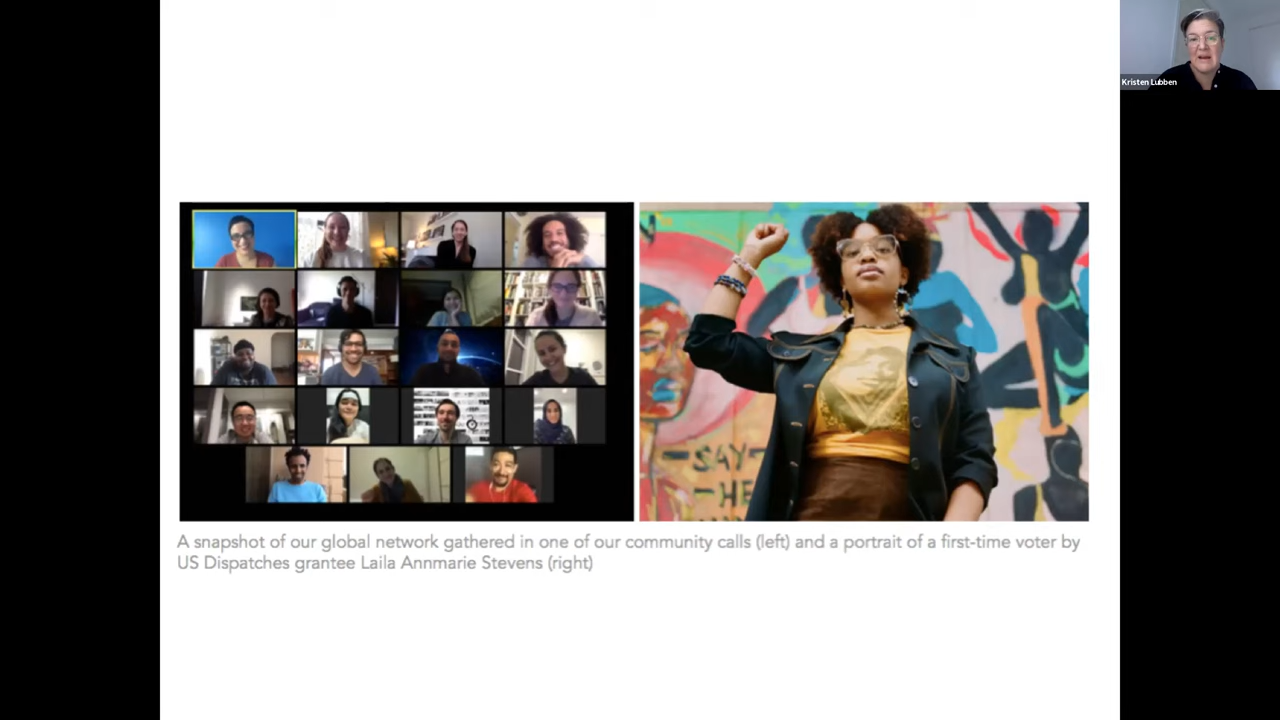 Kristen Lubben
SAY
HE
A snapshot of our global network gathered in one of our community calls (left) and a portrait of a first-time voter by
US Dispatches grantee Laila Annmarie Stevens (right)